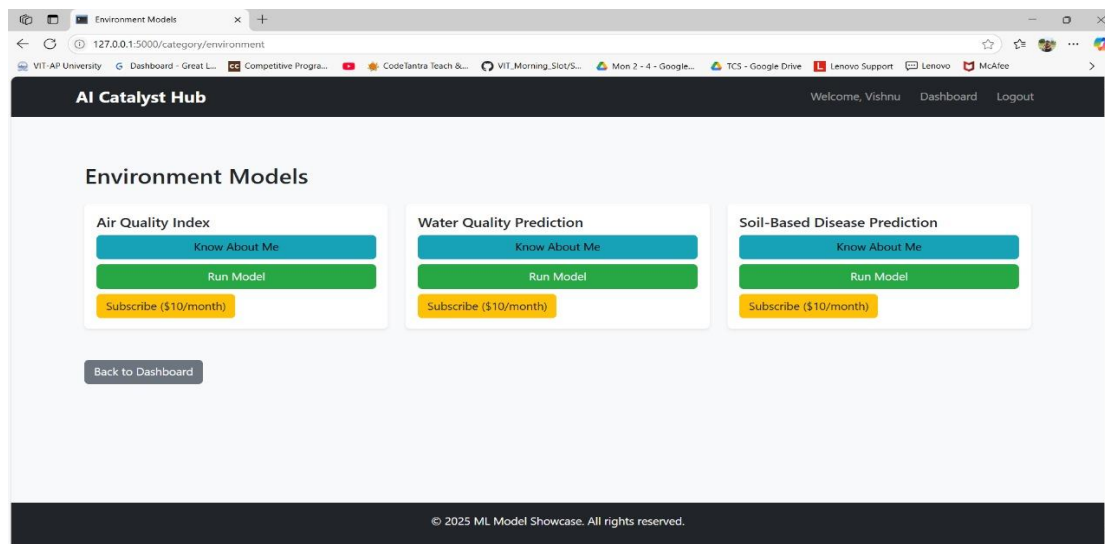 Environment Models
127.0.0.1:5000/category/environment
VIT-AP University G Dashboard - Great L... CC Competitive Progra... CodeTantra Teach &... VIT_Morning_Slot/S... Mon 2 - 4 - Google... TCS - Google Drive L Lenovo Support Lenovo McAfee
AI Catalyst Hub Welcome, Vishnu Dashboard Logout
Environment Models
Air Quality Index Water Quality Prediction Soil-Based Disease Prediction
Know About Me Know About Me Know About Me
Run Model Run Model Run Model
Subscribe ($10/month) Subscribe ($10/month) Subscribe ($10/month)
Back to Dashboard
© 2025 ML Model Showcase. All rights reserved.